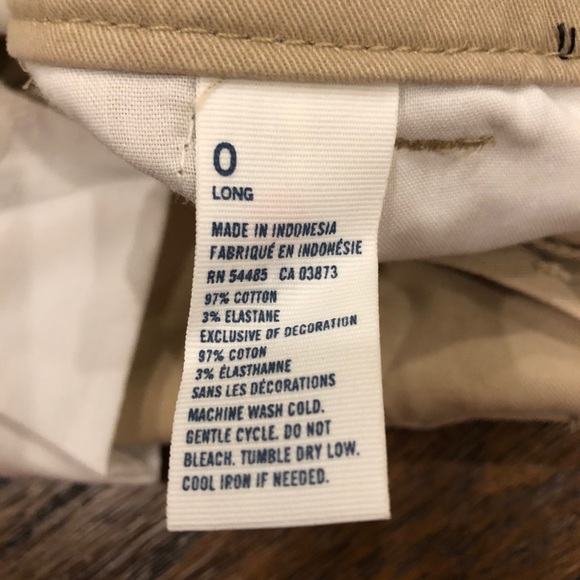 0
LONG
MADE IN INDONESIA
FABRIQUÉ EN INDONÉSIE
RN 54485 CA 03873
97% COTTON
3% ELASTANE
EXCLUSIVE OF DECORATION
97% COTON
3% ÉLASTHANNE
SANS LES DÉCORATIONS
MACHINE WASH COLD.
GENTLE CYCLE. DO NOT
BLEACH. TUMBLE DRY LOW.
COOL IRON IF NEEDED.